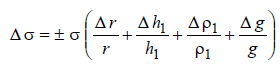 Δσ = ± σ ( Δr/r + Δh₁/h₁ + Δρ₁/ρ₁ + Δg/g )